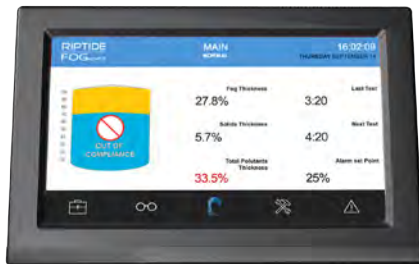 RIPTIDE
FOG
MAIN
NORMAL
16:02:09
THURSDAY SEPTEMBER
Fog Thickness
27.8%
Last Test
3:20
Solids Thickness
5.7%
Next Test
4:20
OUT OF
COMPLIANCE
Total Pollutants
Thickness
33.5%
Alarm set Point
25%